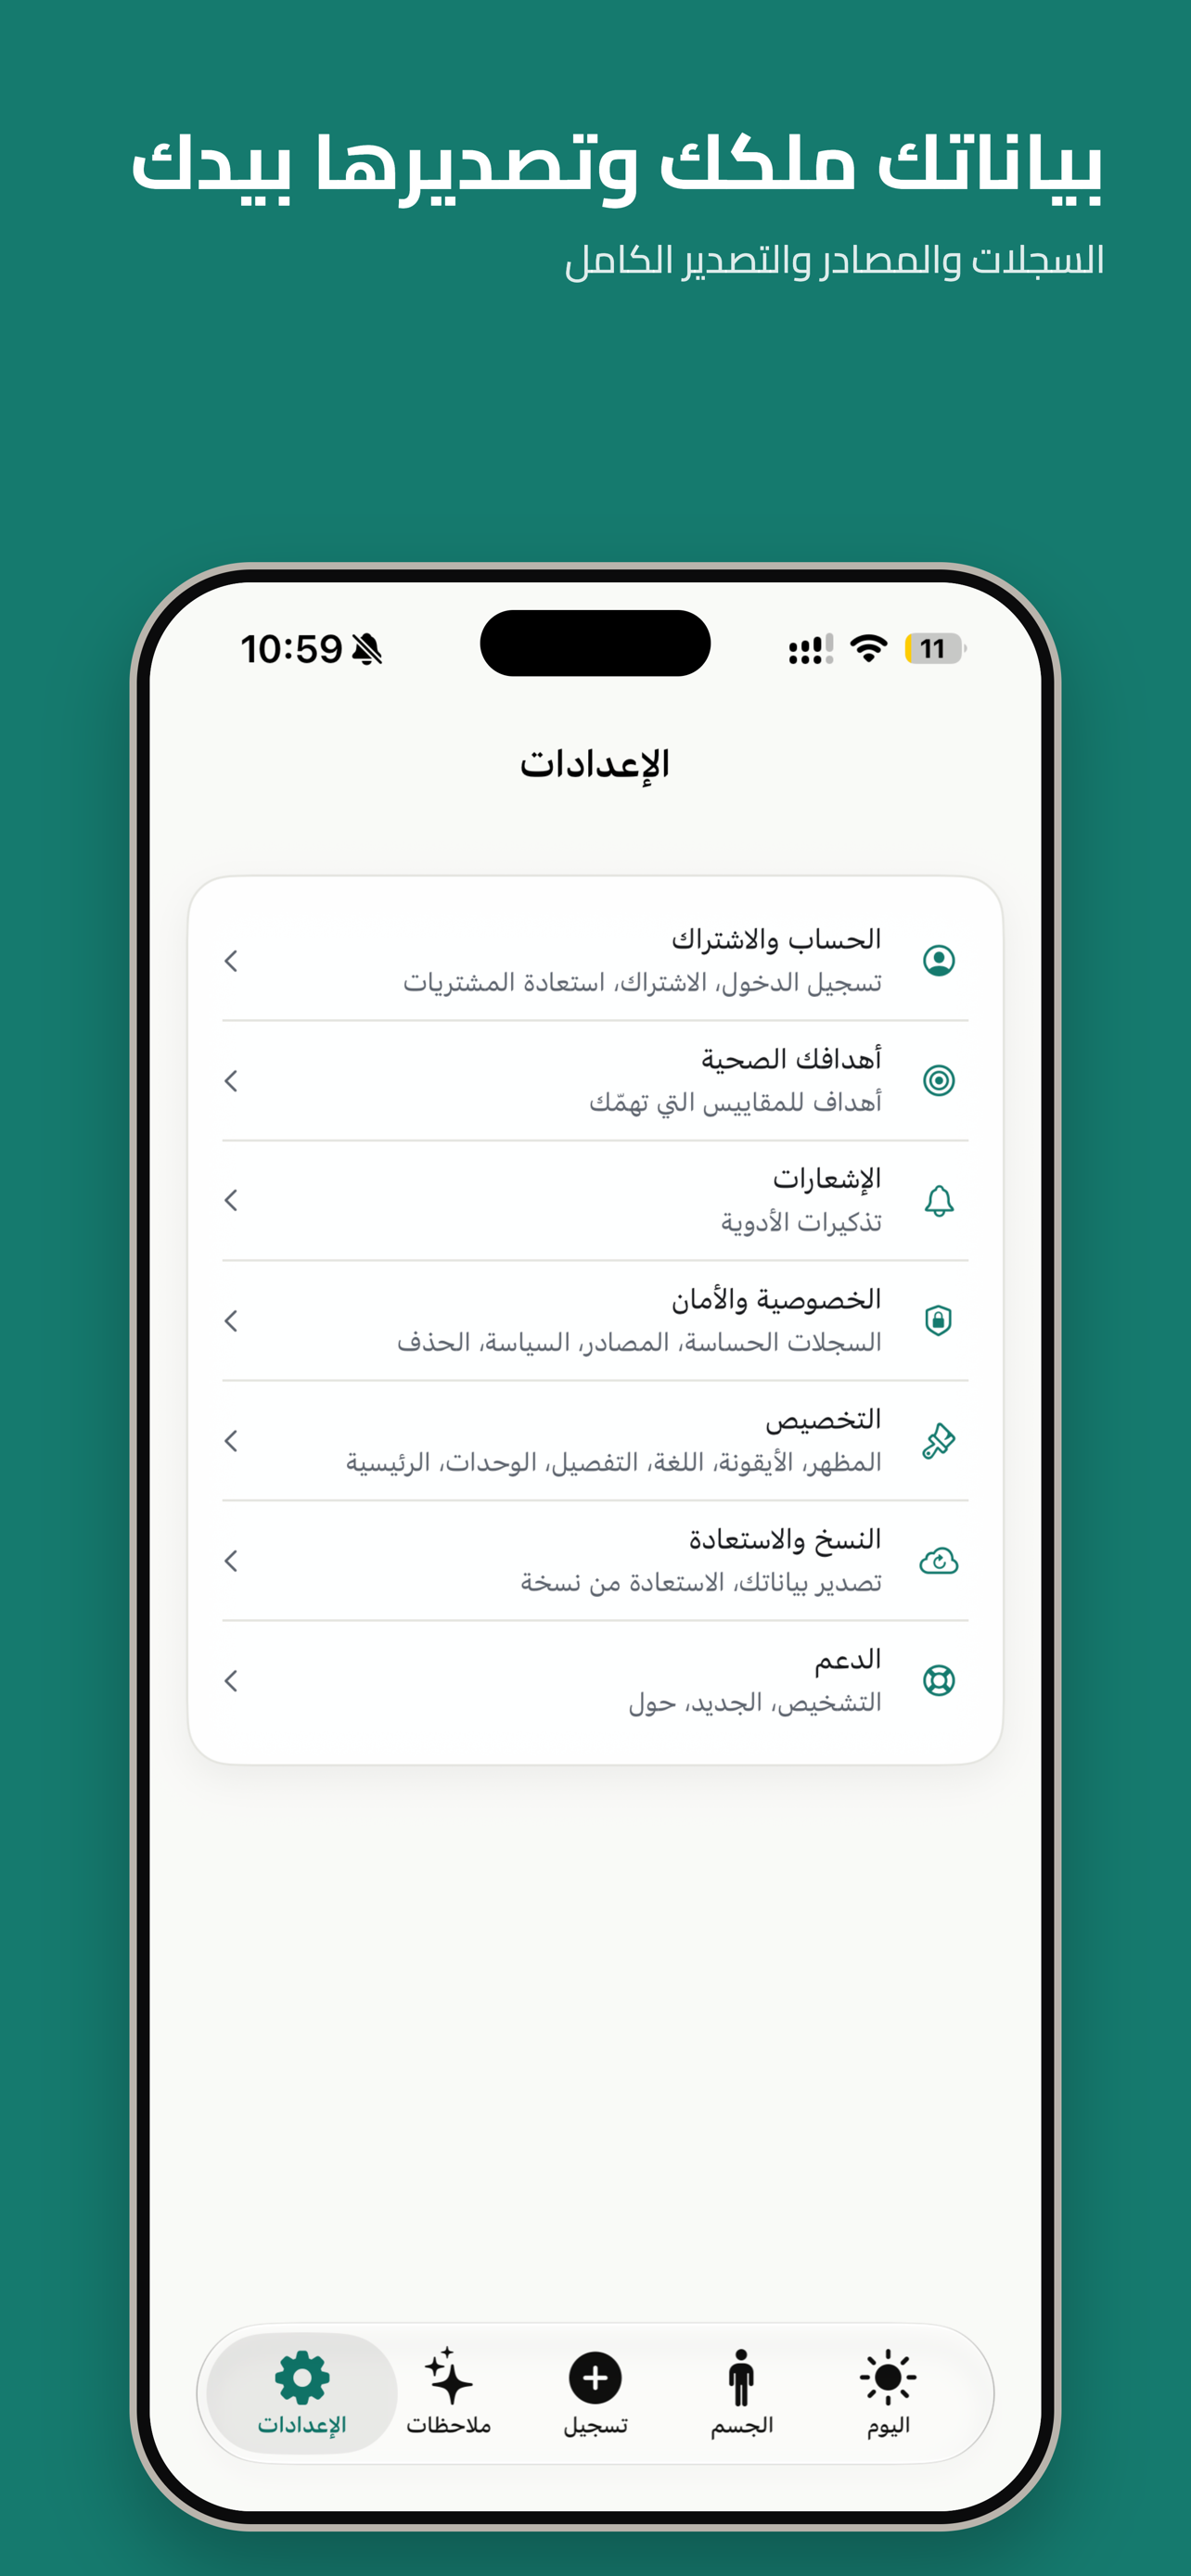 بياناتك ملكك وتصديرها بيدك
السجلات والمصادر والتصدير الكامل
10:59
11
الإعدادات
الحساب والاشتراك
تسجيل الدخول، الاشتراك، استعادة المشتريات
أهدافك الصحية
أهداف للمقاييس التي تهمّك
الإشعارات
تذكيرات الأدوية
الخصوصية والأمان
السجلات الحساسة، المصادر، السياسة، الحذف
التخصيص
المظهر، الأيقونة، اللغة، التفصيل، الوحدات، الرئيسية
النسخ والاستعادة
تصدير بياناتك، الاستعادة من نسخة
الدعم
التشخيص، الجديد، حول
اليوم
الجسم
تسجيل
ملاحظات
الإعدادات